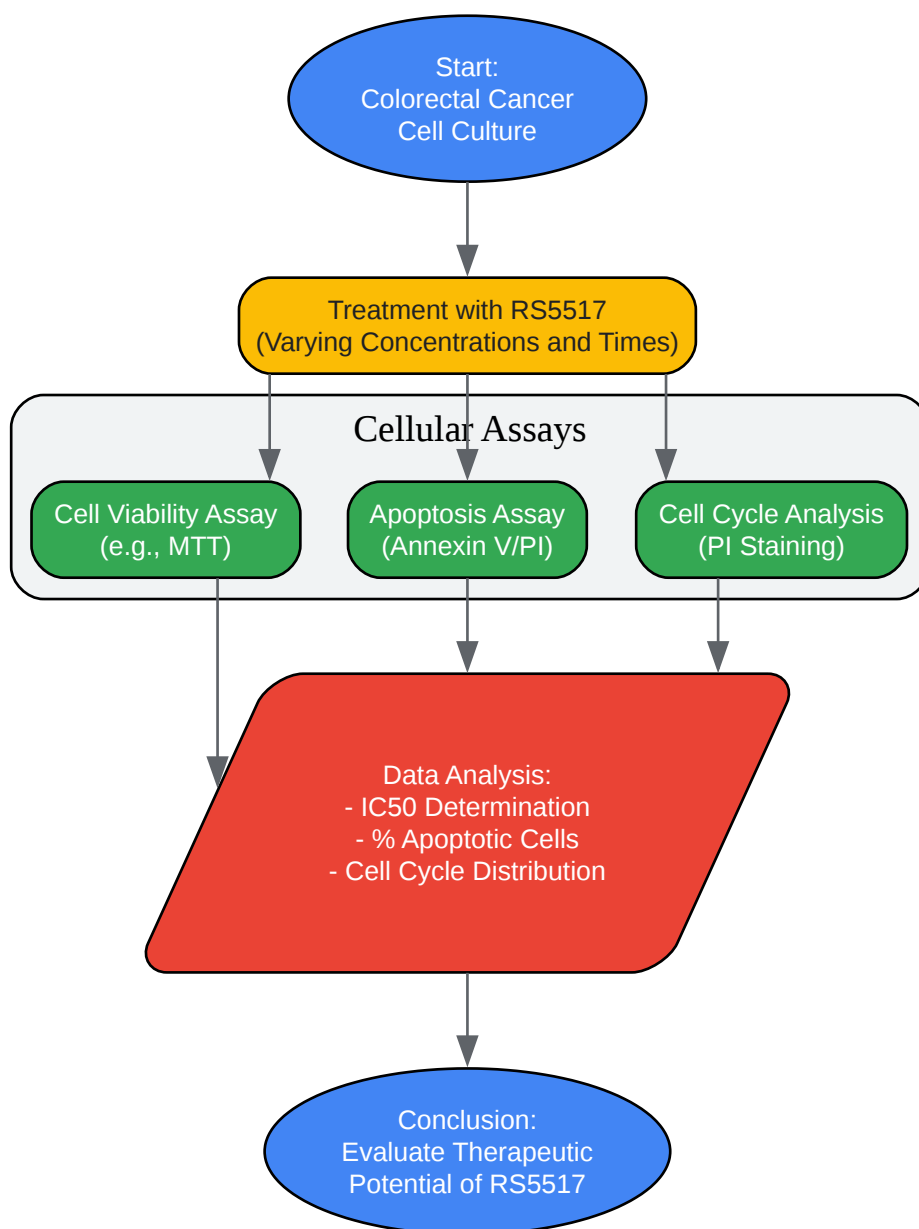 Start:
Colorectal Cancer
Cell Culture
Treatment with RS5517
(Varying Concentrations and Times)
Cellular Assays
Cell Viability Assay
(e.g., MTT)
Apoptosis Assay
(Annexin V/PI)
Cell Cycle Analysis
(PI Staining)
Data Analysis:
- IC50 Determination
- % Apoptotic Cells
- Cell Cycle Distribution
Conclusion:
Evaluate Therapeutic
Potential of RS5517